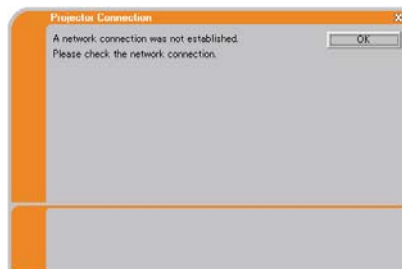 Projector Connection
X
A network connection was not established.
OK
Please check the network connection.